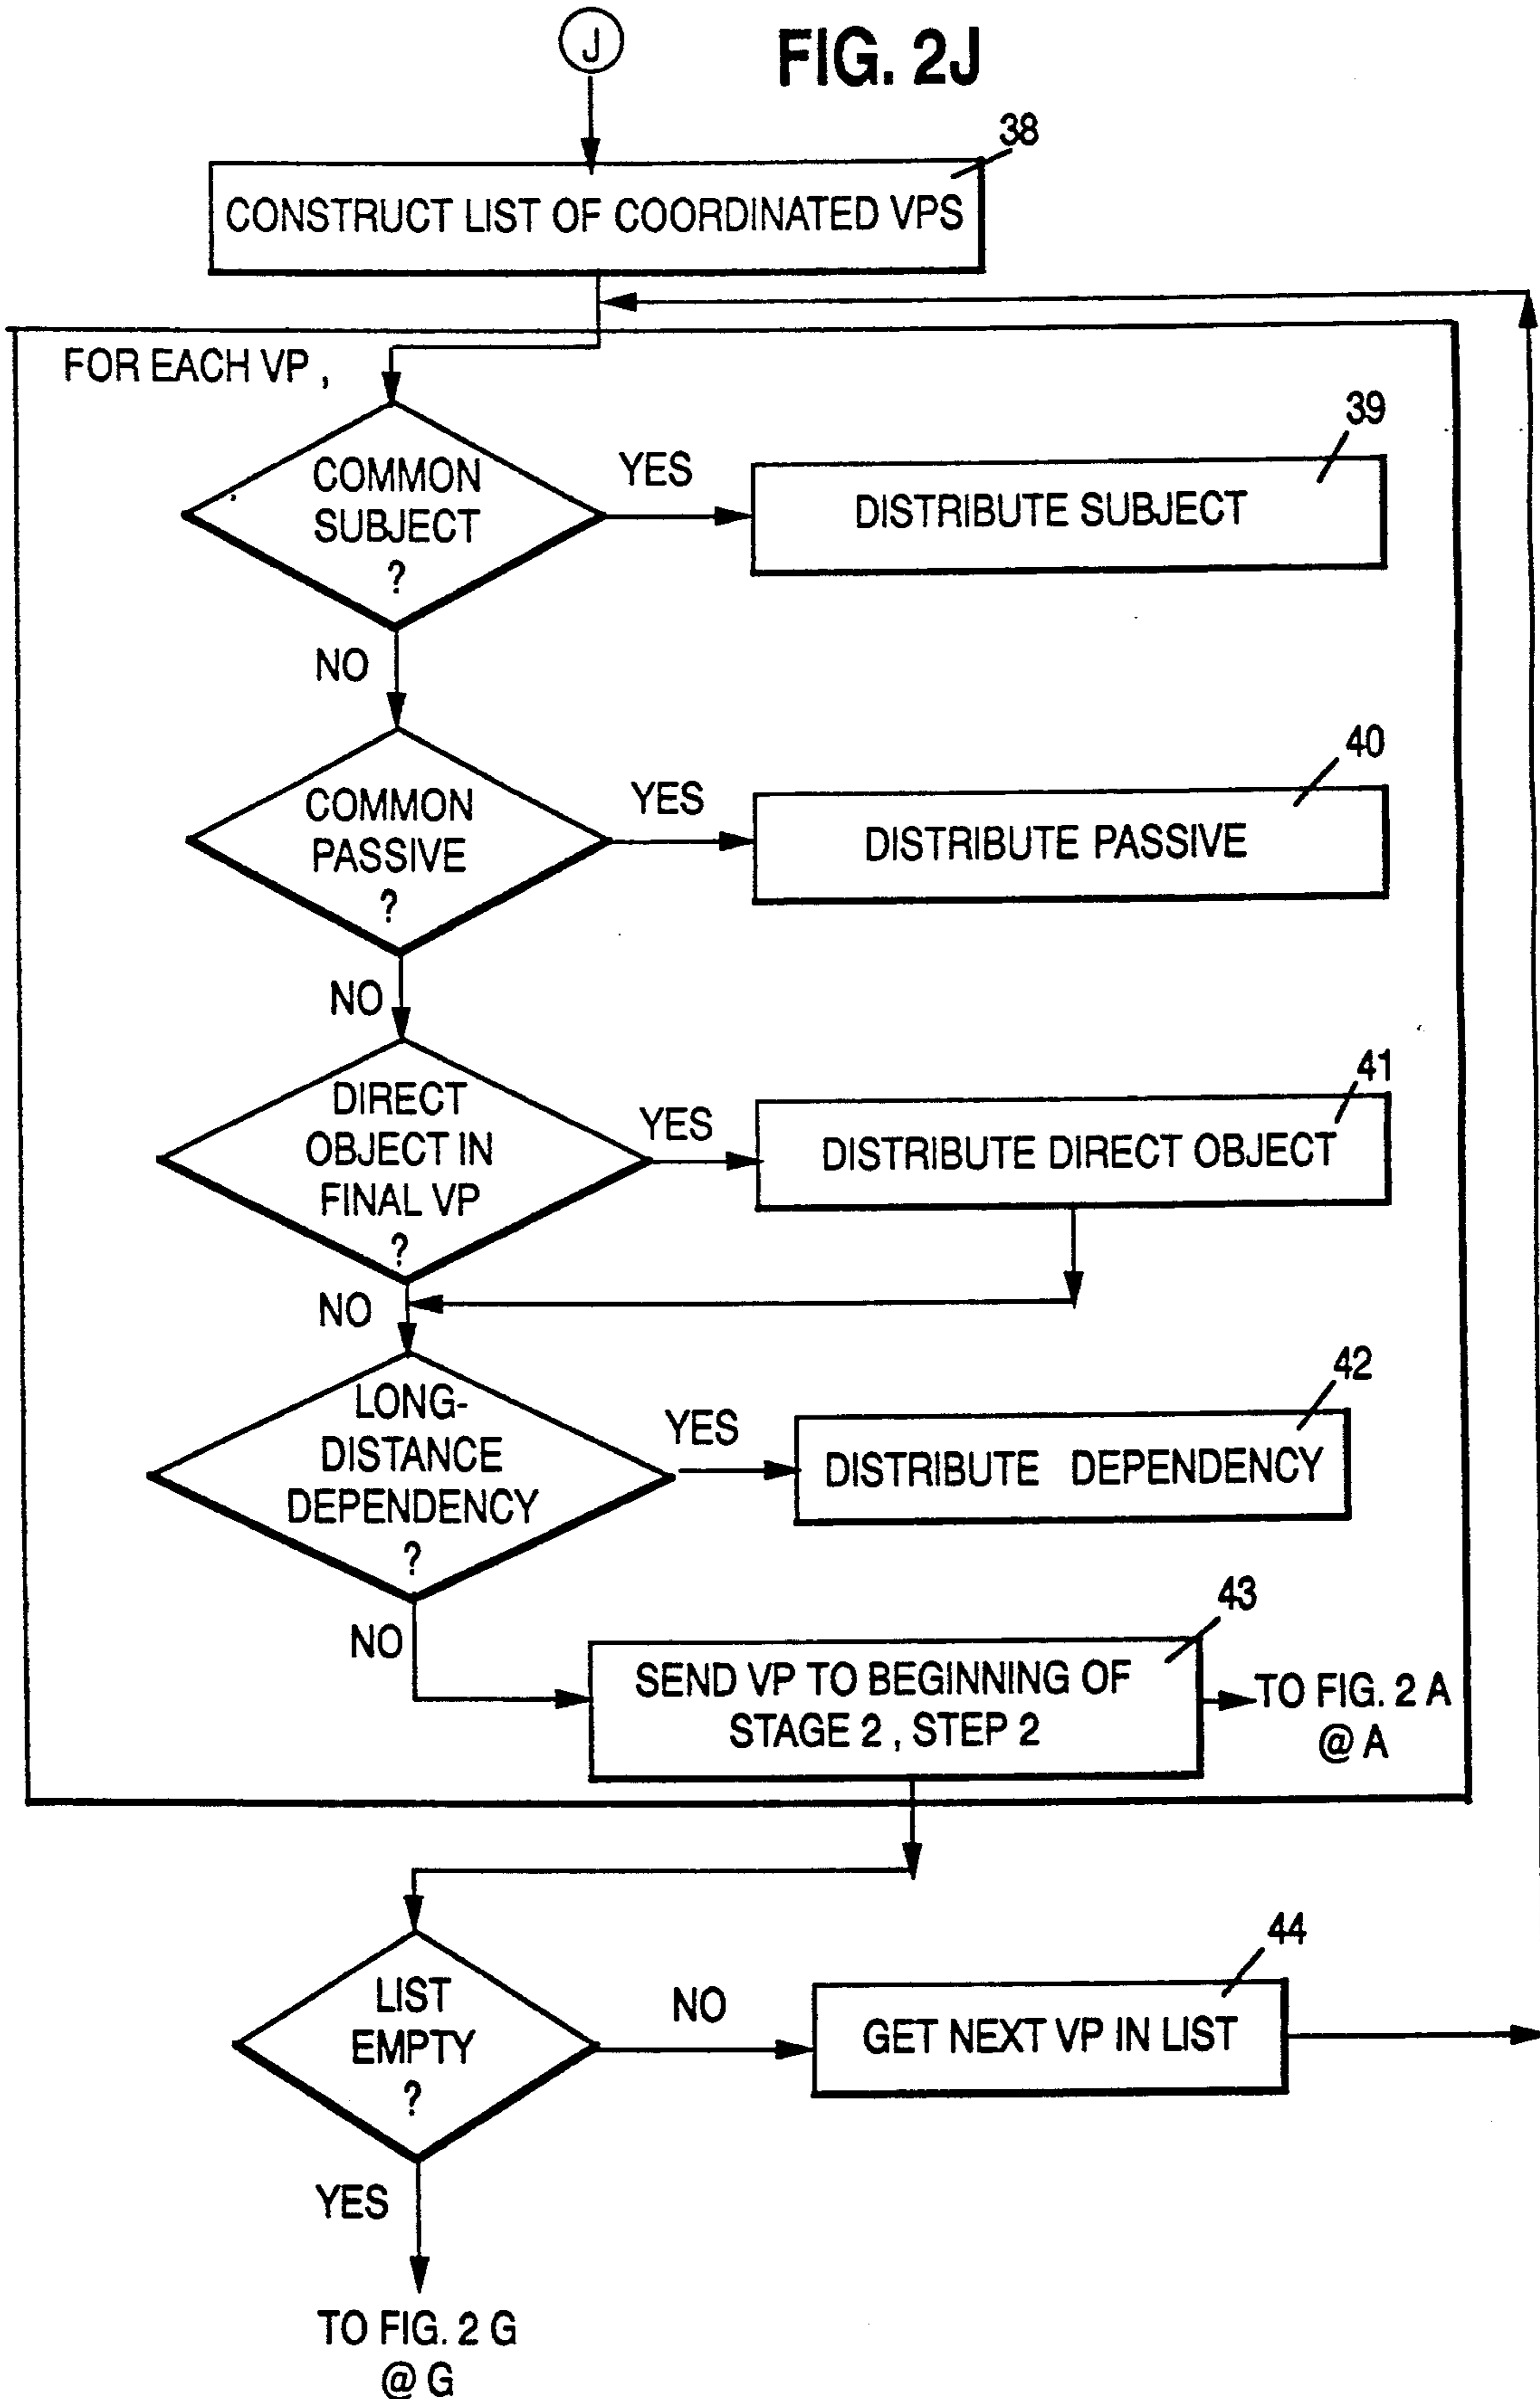 J
FIG. 2J
38
CONSTRUCT LIST OF COORDINATED VPS
FOR EACH VP ,
COMMON
SUBJECT
?
YES
39
DISTRIBUTE SUBJECT
NO
COMMON
PASSIVE
?
YES
40
DISTRIBUTE PASSIVE
NO
DIRECT
OBJECT IN
FINAL VP
?
YES
41
DISTRIBUTE DIRECT OBJECT
NO
LONG-
DISTANCE
DEPENDENCY
?
YES
42
DISTRIBUTE DEPENDENCY
NO
43
SEND VP TO BEGINNING OF
STAGE 2 , STEP 2
TO FIG. 2 A
@ A
LIST
EMPTY
?
NO
44
GET NEXT VP IN LIST
YES
TO FIG. 2 G
@ G